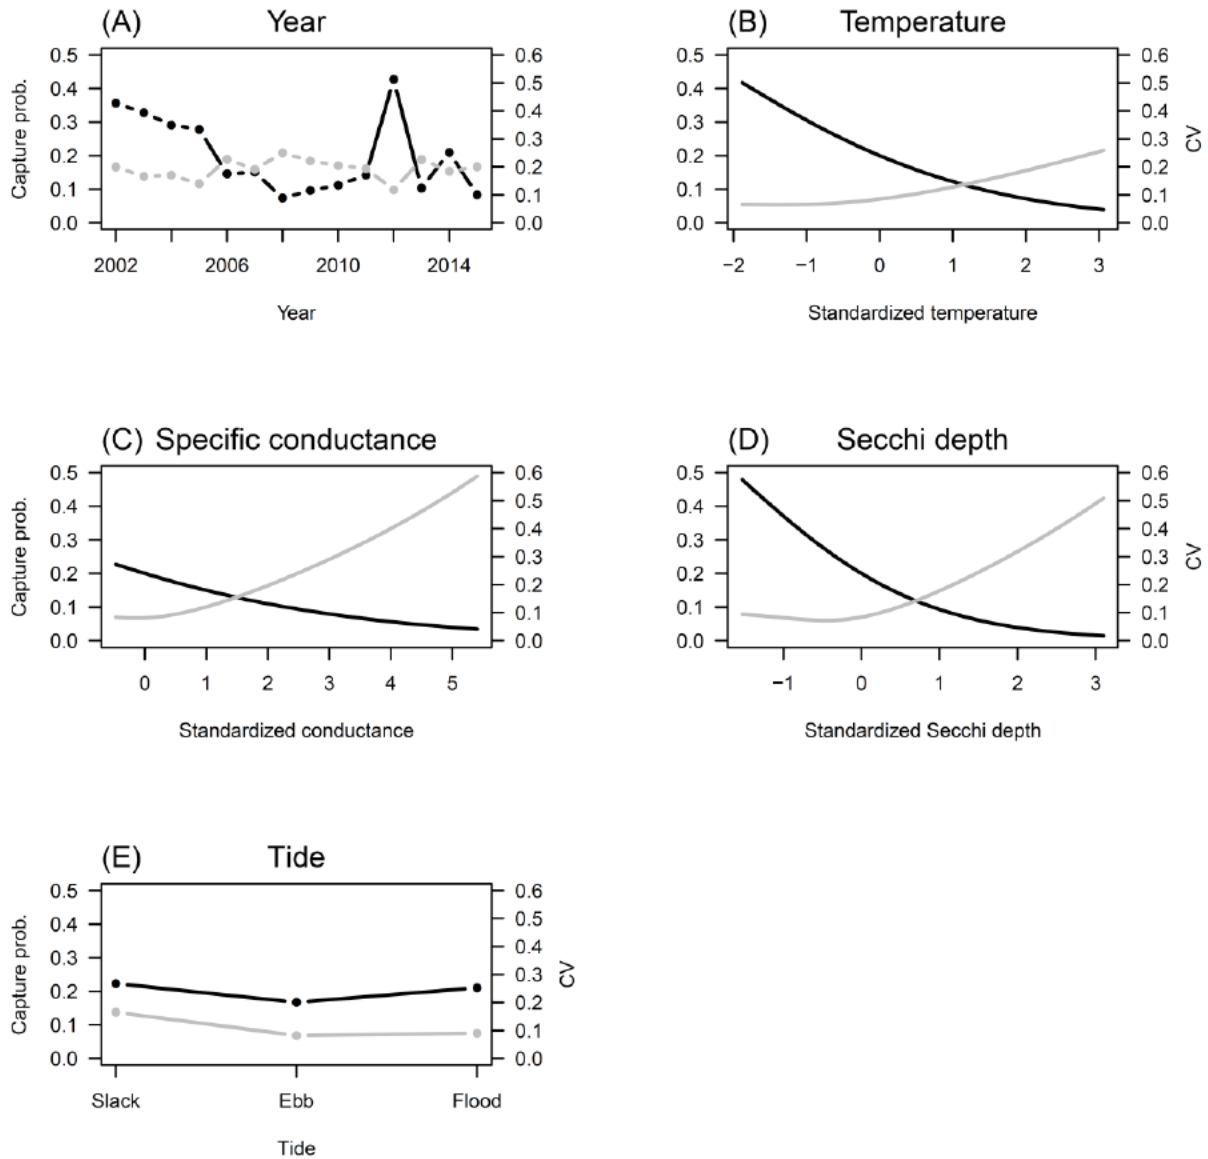 (A) Year
0.5 0.6
0.4 0.5
0.3 0.4
0.2 0.3
0.1 0.2
0.0 0.1
0.0
Capture prob.
2002 2006 2010 2014
Year
(B) Temperature
0.5 0.6
0.4 0.5
0.3 0.4
0.2 0.3
0.1 0.2
0.0 0.1
0.0
CV
−2 −1 0 1 2 3
Standardized temperature
(C) Specific conductance
0.5 0.6
0.4 0.5
0.3 0.4
0.2 0.3
0.1 0.2
0.0 0.1
0.0
Capture prob.
0 1 2 3 4 5
Standardized conductance
(D) Secchi depth
0.5 0.6
0.4 0.5
0.3 0.4
0.2 0.3
0.1 0.2
0.0 0.1
0.0
CV
−1 0 1 2 3
Standardized Secchi depth
(E) Tide
0.5 0.6
0.4 0.5
0.3 0.4
0.2 0.3
0.1 0.2
0.0 0.1
0.0
Capture prob.
CV
Slack Ebb Flood
Tide